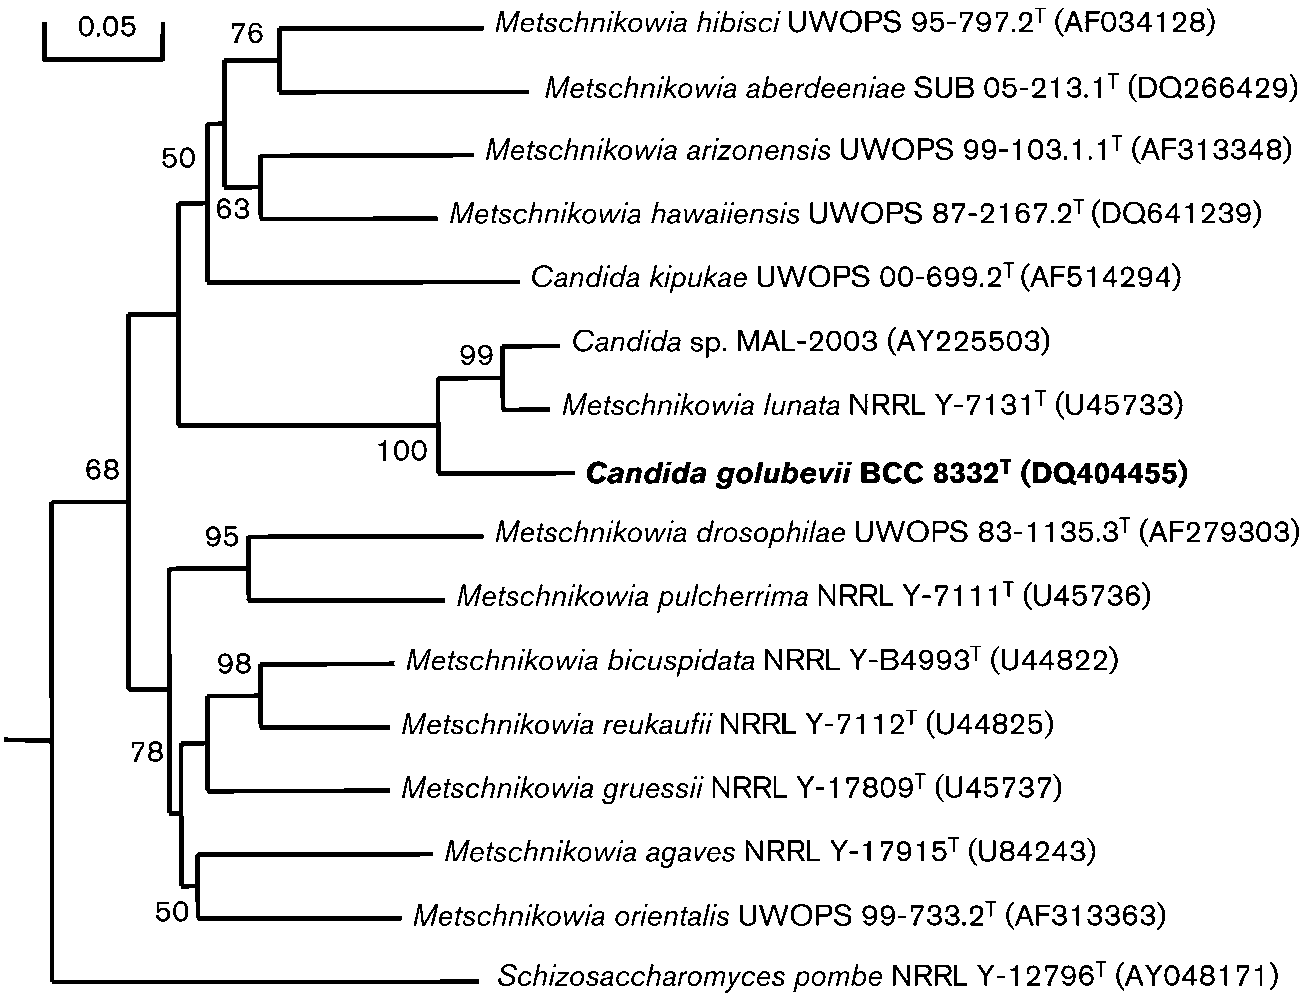 0.05
76
Metschnikowia hibisci UWOPS 95-797.2T (AF034128)
Metschnikowia aberdeeniae SUB 05-213.1T (DQ266429)
50
Metschnikowia arizonensis UWOPS 99-103.1.1T (AF313348)
63
Metschnikowia hawaiiensis UWOPS 87-2167.2T (DQ641239)
Candida kipukae UWOPS 00-699.2T (AF514294)
99
Candida sp. MAL-2003 (AY225503)
Metschnikowia lunata NRRL Y-7131T (U45733)
100
Candida golubevii BCC 8332T (DQ404455)
68
95
Metschnikowia drosophilae UWOPS 83-1135.3T (AF279303)
Metschnikowia pulcherrima NRRL Y-7111T (U45736)
98
Metschnikowia bicuspidata NRRL Y-B4993T (U44822)
Metschnikowia reukaufii NRRL Y-7112T (U44825)
78
Metschnikowia gruessii NRRL Y-17809T (U45737)
Metschnikowia agaves NRRL Y-17915T (U84243)
50
Metschnikowia orientalis UWOPS 99-733.2T (AF313363)
Schizosaccharomyces pombe NRRL Y-12796T (AY048171)